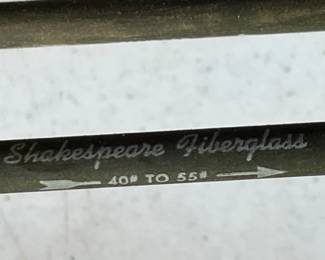 Shakespeare Fiberglass
40# TO 55#